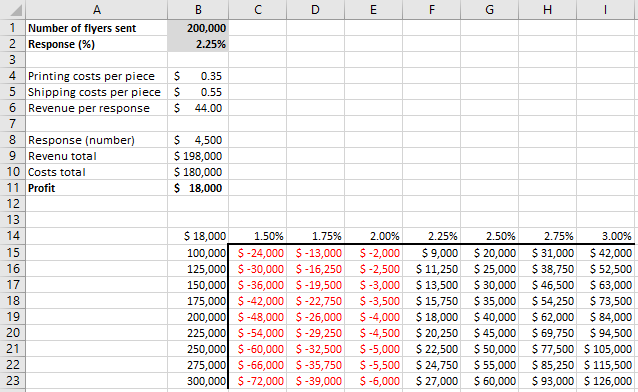 A B C D E F G H I
1 Number of flyers sent 200,000
2 Response (%) 2.25%
3
4 Printing costs per piece $ 0.35
5 Shipping costs per piece $ 0.55
6 Revenue per response $ 44.00
7
8 Response (number) $ 4,500
9 Revenu total $ 198,000
10 Costs total $ 180,000
11 Profit $ 18,000
12
13
14 $ 18,000 1.50% 1.75% 2.00% 2.25% 2.50% 2.75% 3.00%
15 100,000 $ -24,000 $ -13,000 $ -2,000 $ 9,000 $ 20,000 $ 31,000 $ 42,000
16 125,000 $ -30,000 $ -16,250 $ -2,500 $ 11,250 $ 25,000 $ 38,750 $ 52,500
17 150,000 $ -36,000 $ -19,500 $ -3,000 $ 13,500 $ 30,000 $ 46,500 $ 63,000
18 175,000 $ -42,000 $ -22,750 $ -3,500 $ 15,750 $ 35,000 $ 54,250 $ 73,500
19 200,000 $ -48,000 $ -26,000 $ -4,000 $ 18,000 $ 40,000 $ 62,000 $ 84,000
20 225,000 $ -54,000 $ -29,250 $ -4,500 $ 20,250 $ 45,000 $ 69,750 $ 94,500
21 250,000 $ -60,000 $ -32,500 $ -5,000 $ 22,500 $ 50,000 $ 77,500 $ 105,000
22 275,000 $ -66,000 $ -35,750 $ -5,500 $ 24,750 $ 55,000 $ 85,250 $ 115,500
23 300,000 $ -72,000 $ -39,000 $ -6,000 $ 27,000 $ 60,000 $ 93,000 $ 126,000